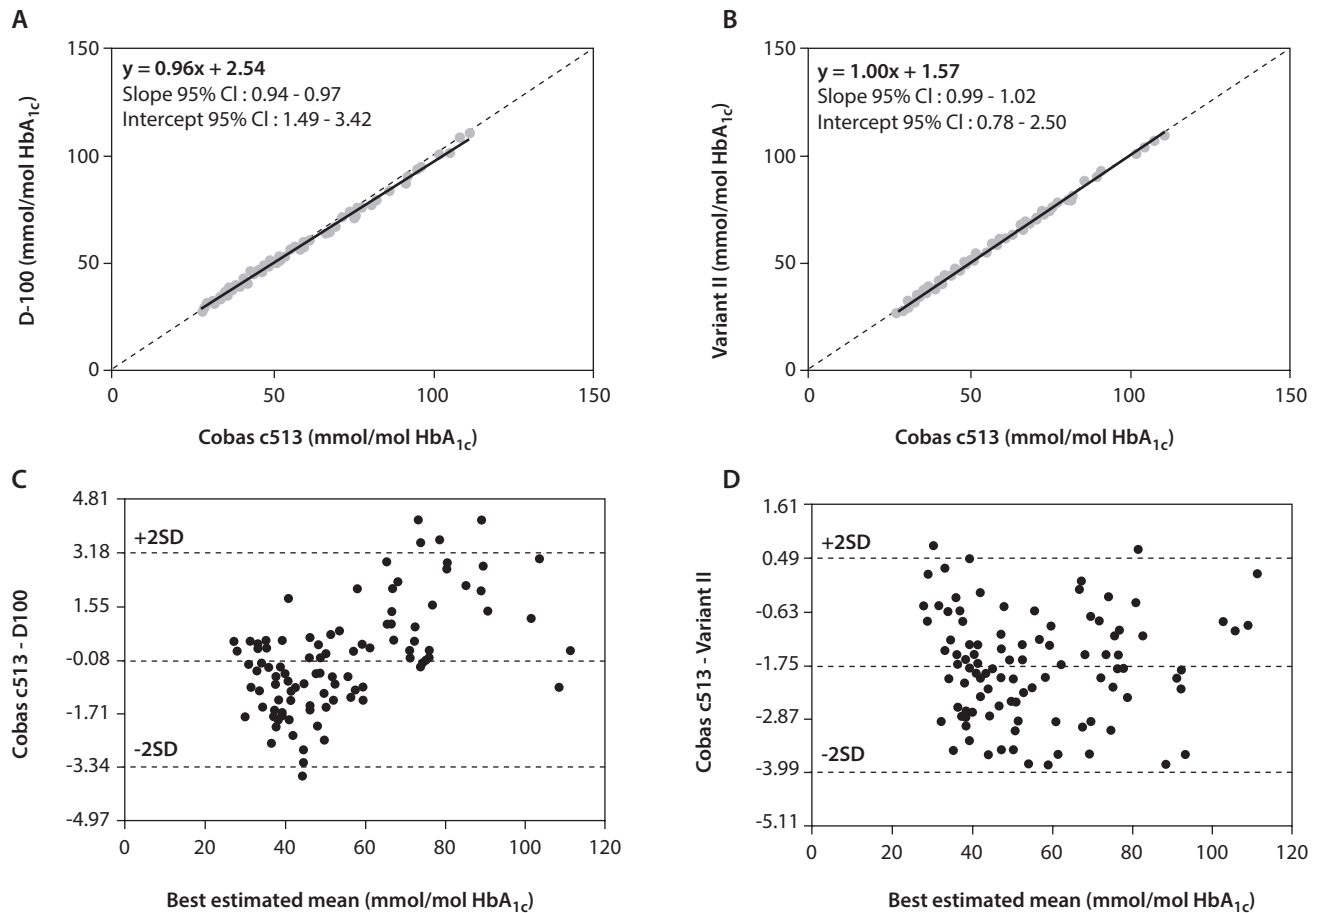 A
150
100
50
0
0
50
100
150
D-100 (mmol/mol HbA1c)
Cobas c513 (mmol/mol HbA1c)
y = 0.96x + 2.54
Slope 95% Cl : 0.94 - 0.97
Intercept 95% Cl : 1.49 - 3.42
B
150
100
50
0
0
50
100
150
Variant II (mmol/mol HbA1c)
Cobas c513 (mmol/mol HbA1c)
y = 1.00x + 1.57
Slope 95% Cl : 0.99 - 1.02
Intercept 95% Cl : 0.78 - 2.50
C
4.81
3.18
1.55
-0.08
-1.71
-3.34
-4.97
0
20
40
60
80
100
120
+2SD
-2SD
Cobas c513 - D100
Best estimated mean (mmol/mol HbA1c)
D
1.61
0.49
-0.63
-1.75
-2.87
-3.99
-5.11
0
20
40
60
80
100
120
+2SD
-2SD
Cobas c513 - Variant II
Best estimated mean (mmol/mol HbA1c)